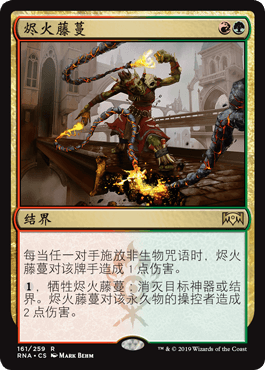 烬火藤蔓
结界
每当任一对手施放非生物咒语时，烬火
藤蔓对该牌手造成1点伤害。
1，牺牲烬火藤蔓：消灭目标神器或结
界。烬火藤蔓对该永久物的操控者造成
2点伤害。
161/259 R
RNA • CS MARK BEHM
™ & © 2019 Wizards of the Coast